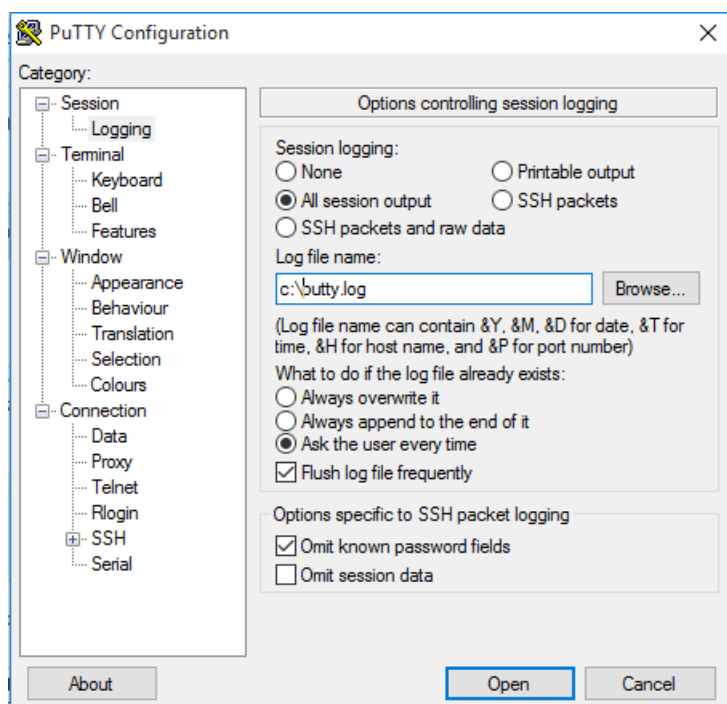 PuTTY Configuration
Category:
Session
Logging
Terminal
Keyboard
Bell
Features
Window
Appearance
Behaviour
Translation
Selection
Colours
Connection
Data
Proxy
Telnet
Rlogin
SSH
Serial
Options controlling session logging
Session logging:
None
Printable output
All session output
SSH packets
SSH packets and raw data
Log file name:
c:\putty.log
Browse...
(Log file name can contain &Y, &M, &D for date, &T for
time, &H for host name, and &P for port number)
What to do if the log file already exists:
Always overwrite it
Always append to the end of it
Ask the user every time
Flush log file frequently
Options specific to SSH packet logging
Omit known password fields
Omit session data
About
Open
Cancel